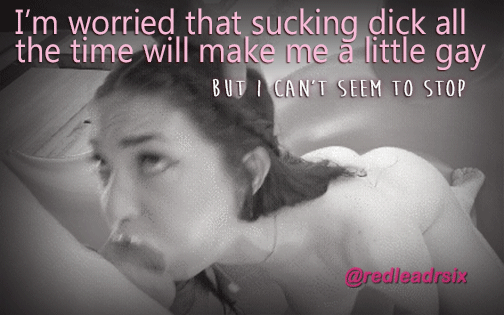 I'm worried that sucking dick all
the time will make me a little gay
BUT I CAN'T SEEM TO STOP
@redleadrsix